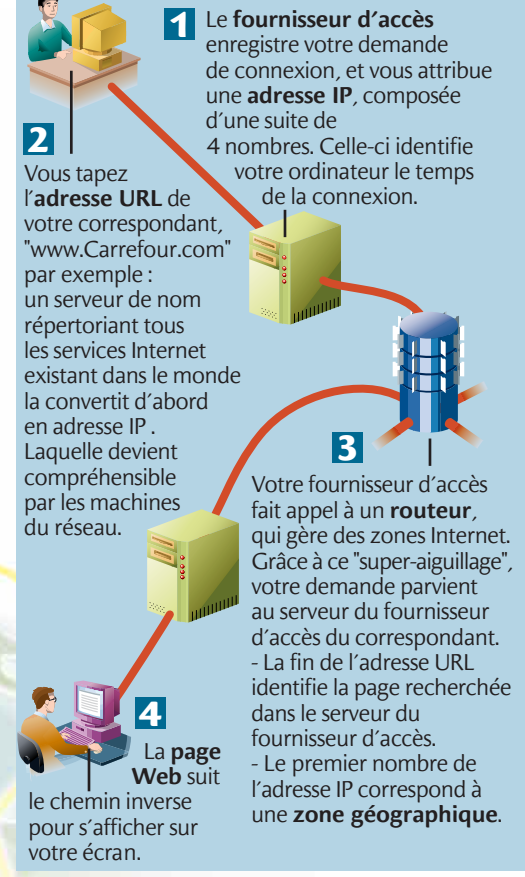 1
Le fournisseur d'accès
enregistre votre demande
de connexion, et vous attribue
une adresse IP, composée
d'une suite de
4 nombres. Celle-ci identifie
votre ordinateur le temps
de la connexion.
2
Vous tapez
l'adresse URL de
votre correspondant,
"www.Carrefour.com"
par exemple :
un serveur de nom
répertoriant tous
les services Internet
existant dans le monde
la convertit d'abord
en adresse IP .
Laquelle devient
compréhensible
par les machines
du réseau.
3
Votre fournisseur d'accès
fait appel à un routeur,
qui gère des zones Internet.
Grâce à ce "super-aiguillage",
votre demande parvient
au serveur du fournisseur
d'accès du correspondant.
- La fin de l'adresse URL
identifie la page recherchée
dans le serveur du
fournisseur d'accès.
- Le premier nombre de
l'adresse IP correspond à
une zone géographique.
4
La page
Web suit
le chemin inverse
pour s'afficher sur
votre écran.